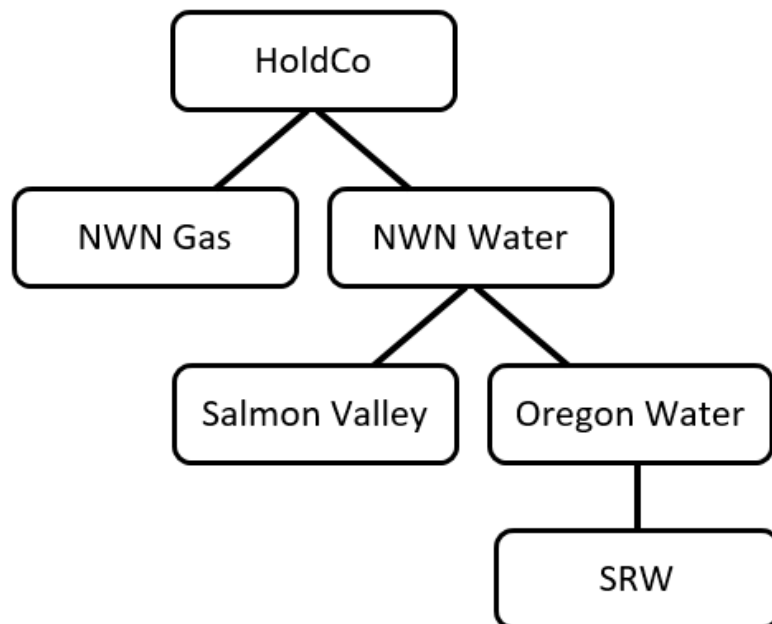 HoldCo
NWN Gas
NWN Water
Salmon Valley
Oregon Water
SRW